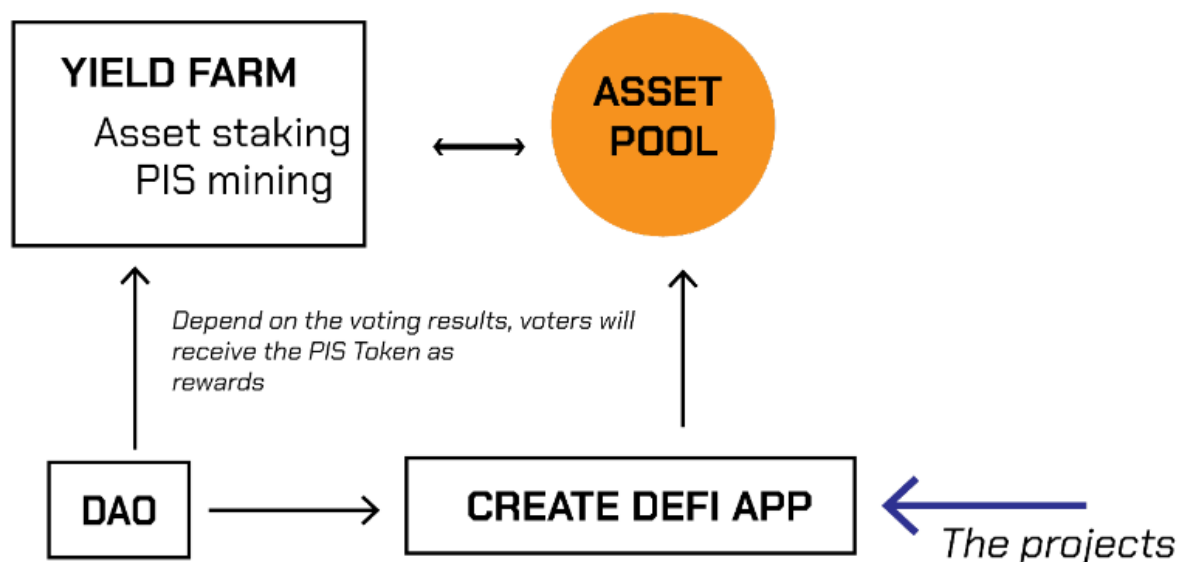 YIELD FARM
Asset staking
PIS mining
ASSET
POOL
Depend on the voting results, voters will
receive the PIS Token as
rewards
DAO
CREATE DEFI APP
The projects